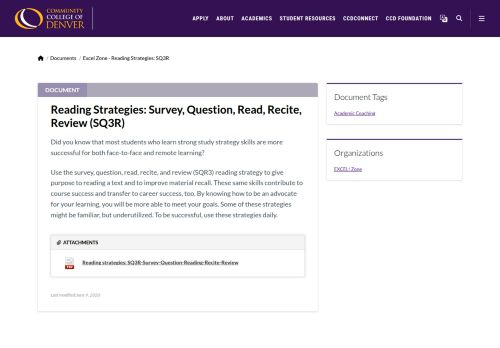 COMMUNITY
COLLEGE OF
DENVER
APPLY ABOUT ACADEMICS STUDENT RESOURCES CCDCONNECT CCD FOUNDATION
/ Documents / Excel Zone - Reading Strategies: SQ3R
DOCUMENT
Reading Strategies: Survey, Question, Read, Recite,
Review (SQ3R)
Did you know that most students who learn strong study strategy skills are more
successful for both face-to-face and remote learning?
Use the survey, question, read, recite, and review (SQR3) reading strategy to give
purpose to reading a text and to improve material recall. These same skills contribute to
course success and transfer to career success, too. By knowing how to be an advocate
for your learning, you will be more able to meet your goals. Some of these strategies
might be familiar, but underutilized. To be successful, use these strategies daily.
ATTACHMENTS
PDF
Reading strategies: SQ3R-Survey-Question-Reading-Recite-Review
Last modified June 9, 2020
Document Tags
Academic Coaching
Organizations
EXCEL! Zone